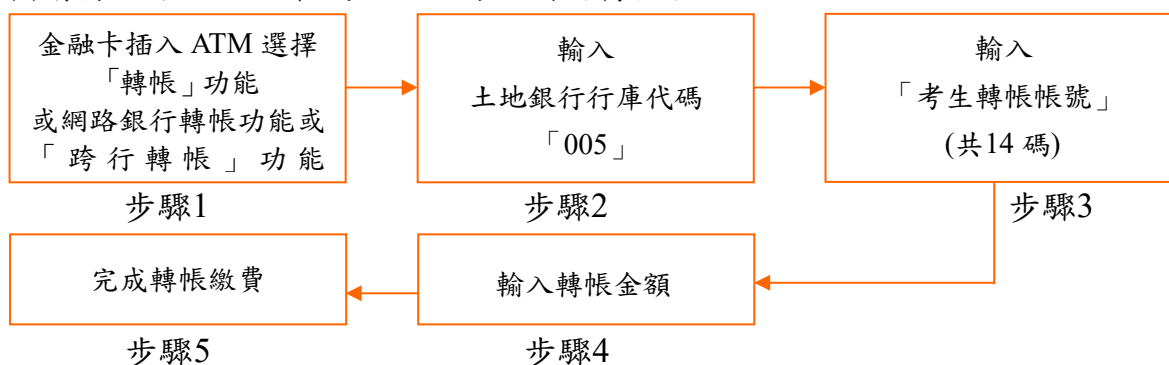 金融卡插入 ATM 選擇
「轉帳」功能
或網路銀行轉帳功能或
「跨行轉帳」功能
步驟1
輸入
土地銀行行庫代碼
「005」
步驟2
輸入
「考生轉帳帳號」
(共14 碼)
步驟3
輸入轉帳金額
步驟4
完成轉帳繳費
步驟5